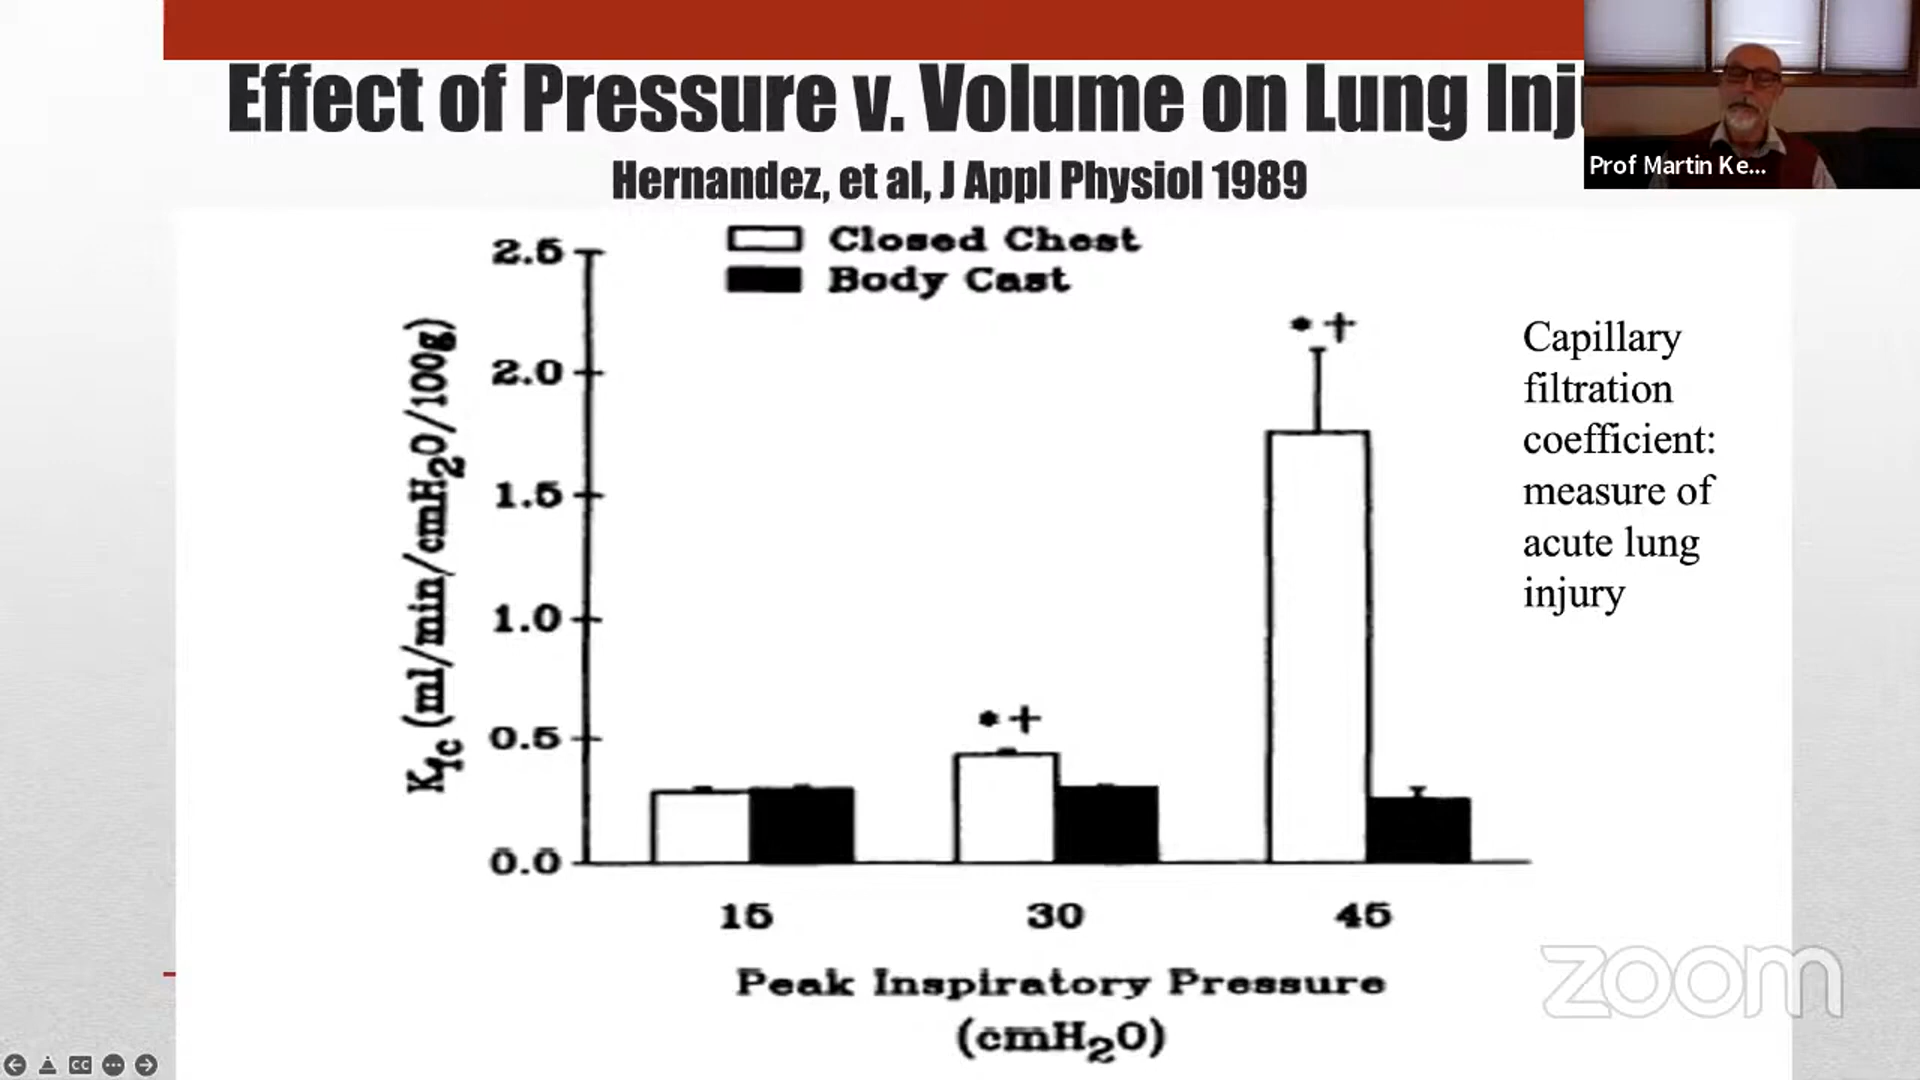 Effect of Pressure v. Volume on Lung Inj
Hernandez, et al, J Appl Physiol 1989
Prof Martin Ke...
Closed Chest
Body Cast
2.5
2.0
1.5
1.0
0.5
0.0
Kfc (ml/min/cmH2O/100g)
•†
•+
•†
Capillary
filtration
coefficient:
measure of
acute lung
injury
15 30 45
Peak Inspiratory Pressure
(cmH2O)
zoom
CC